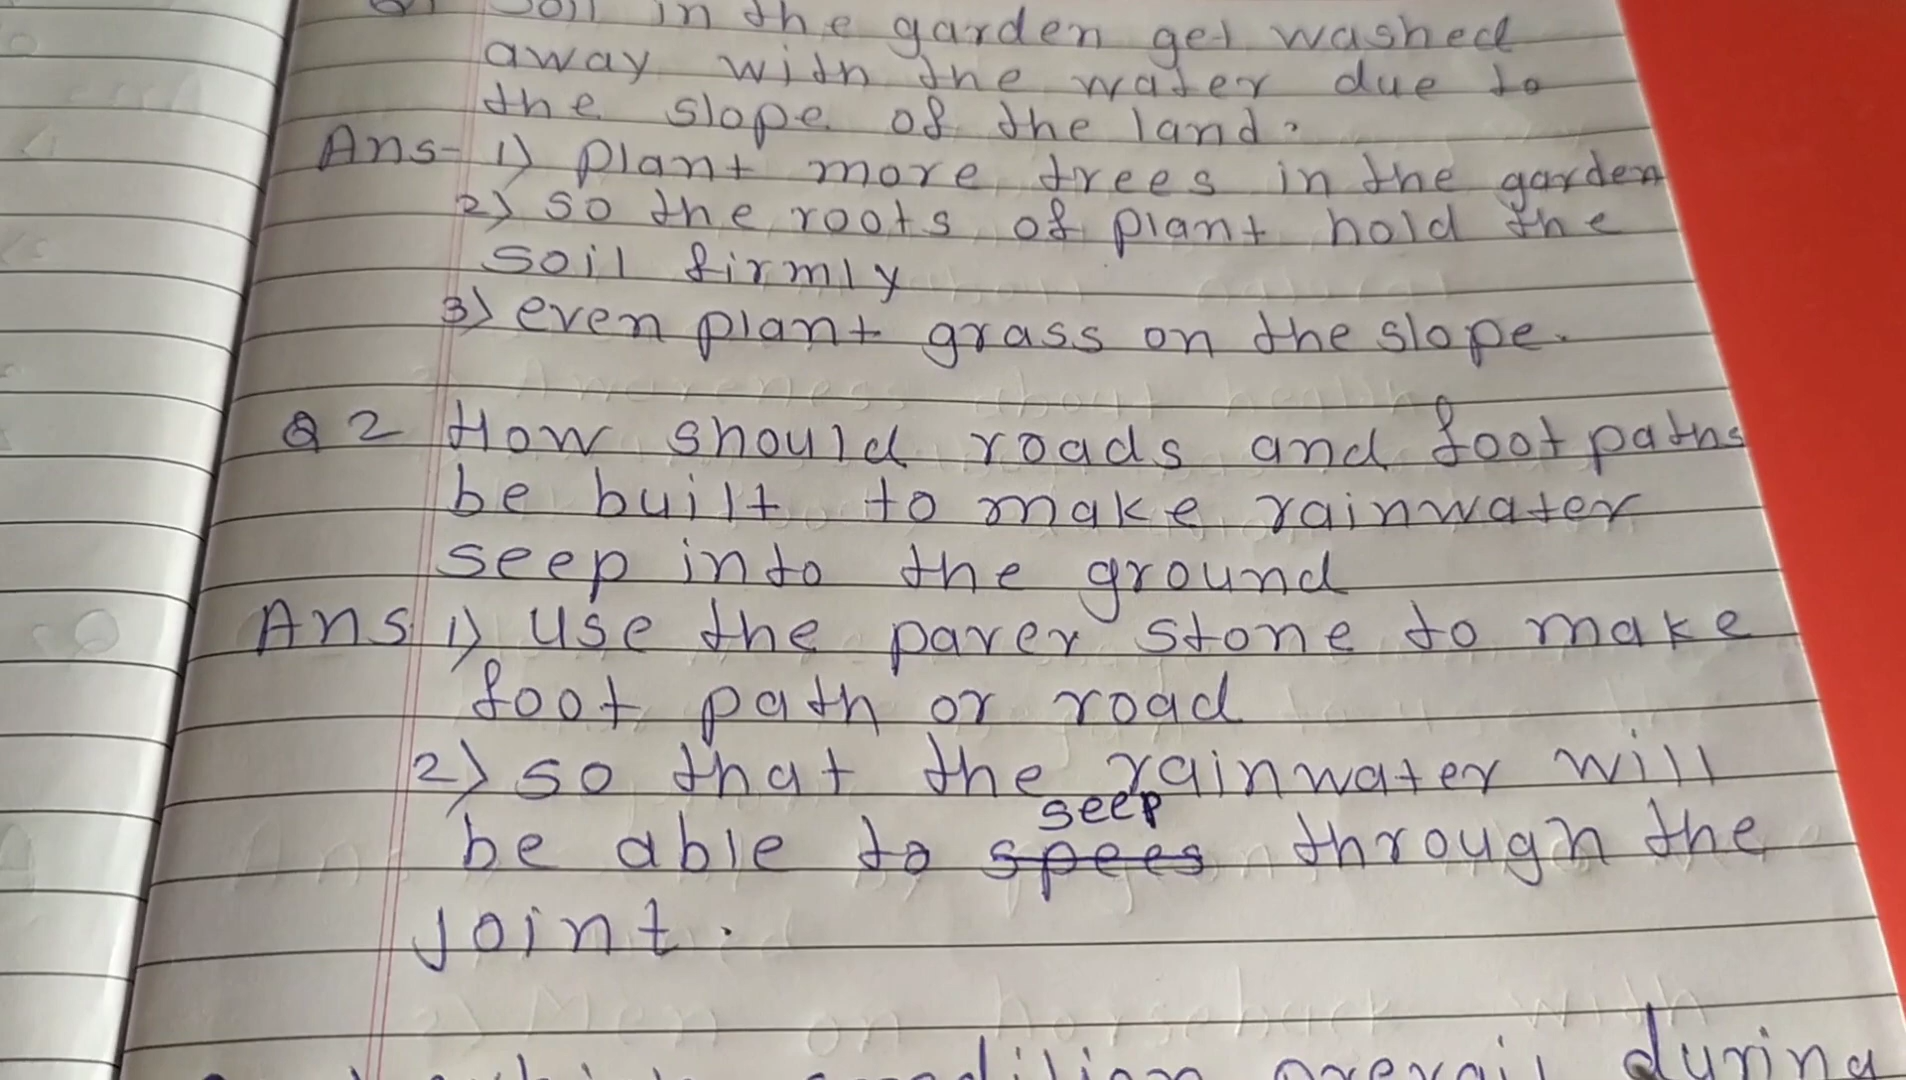 Q1 Soil in the garden get washed
away with the water due to
the slope of the land.
Ans- 1) Plant more trees in the garden
2) so the roots of plant hold the
soil firmly
3) even plant grass on the slope.
Q2 How should roads and foot paths
be built to make rainwater
seep into the ground
Ans 1) Use the paver stone to make
foot path or road
2) so that the rainwater will
seep
be able to spees through the
joint.
during